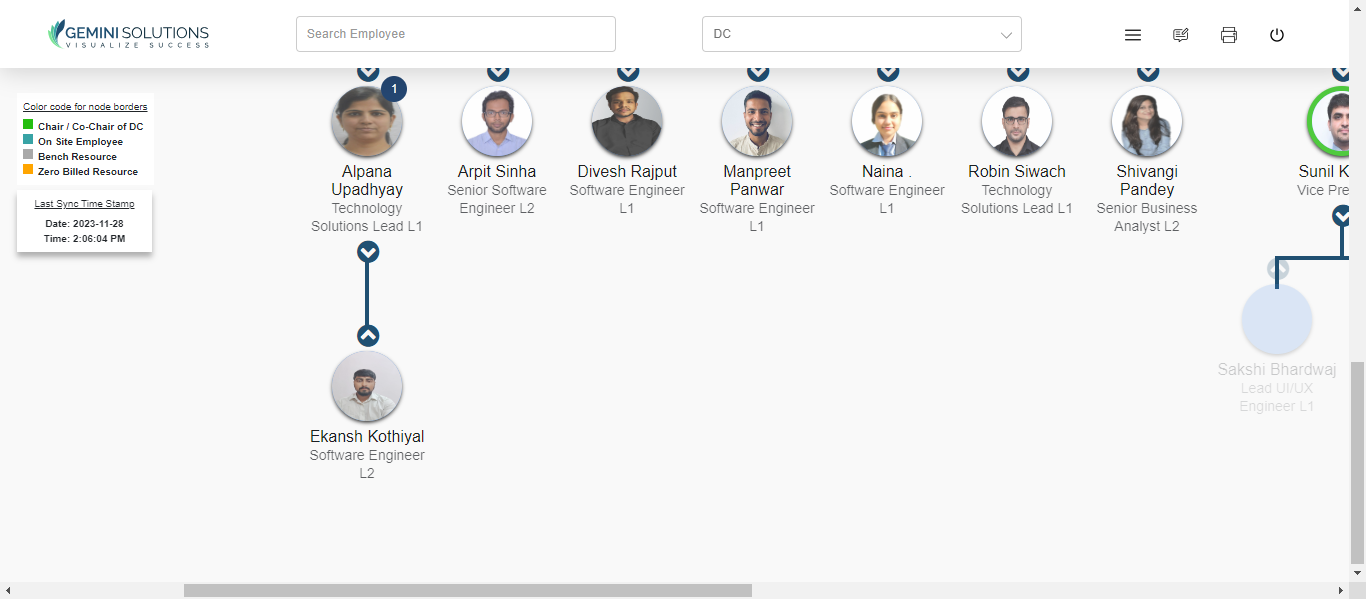 GEMINI SOLUTIONS
VISUALIZE SUCCESS
Search Employee
DC
Color code for node borders
Chair / Co-Chair of DC
On Site Employee
Bench Resource
Zero Billed Resource
Last Sync Time Stamp
Date: 2023-11-28
Time: 2:06:04 PM
1
Alpana
Upadhyay
Technology
Solutions Lead L1
Arpit Sinha
Senior Software
Engineer L2
Divesh Rajput
Software Engineer
L1
Manpreet
Panwar
Software Engineer
L1
Naina .
Software Engineer
L1
Robin Siwach
Technology
Solutions Lead L1
Shivangi
Pandey
Senior Business
Analyst L2
Sunil K
Vice Pre
Ekansh Kothiyal
Software Engineer
L2
Sakshi Bhardwaj
Lead UI/UX
Engineer L1